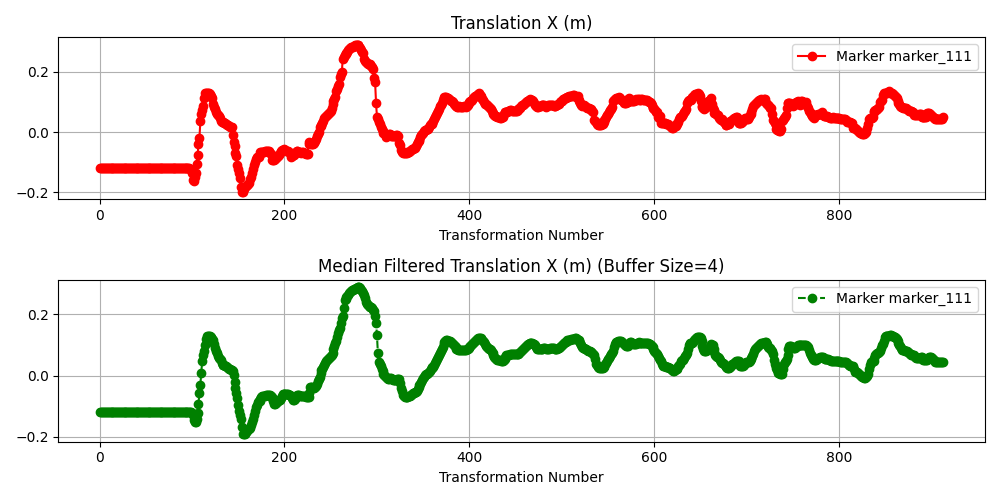 Translation X (m)
Marker marker_111
0.2
0.0
−0.2
0 200 400 600 800
Transformation Number
Median Filtered Translation X (m) (Buffer Size=4)
Marker marker_111
0.2
0.0
−0.2
0 200 400 600 800
Transformation Number